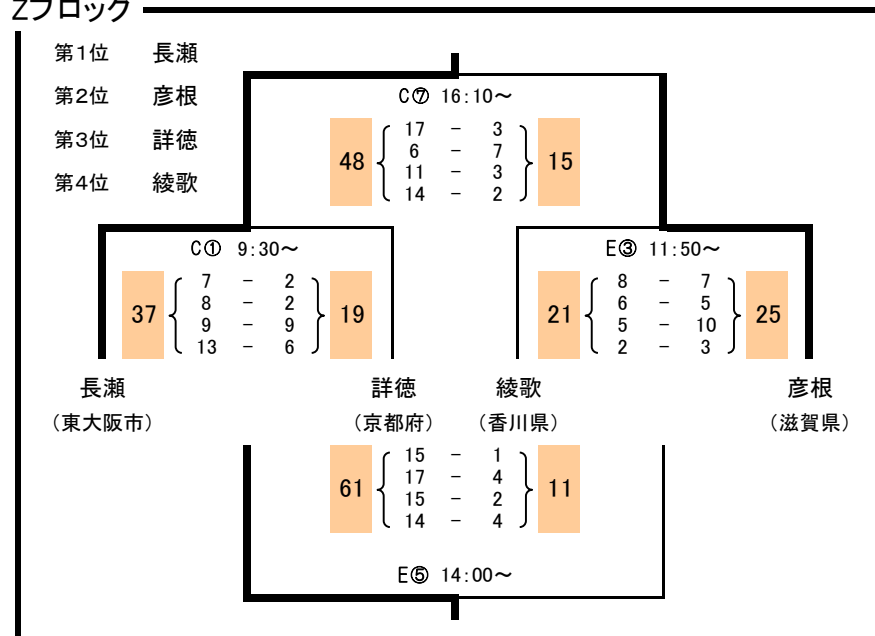 Zブロック
第1位 長瀬
第2位 彦根
第3位 詳徳
第4位 綾歌
C⑦ 16:10～
48 15
17 － 3
6 － 7
11 － 3
14 － 2
C① 9:30～
37 19
7 － 2
8 － 2
9 － 9
13 － 6
E③ 11:50～
21 25
8 － 7
6 － 5
5 － 10
2 － 3
長瀬 詳徳 綾歌 彦根
（東大阪市） （京都府） （香川県） （滋賀県）
61 11
15 － 1
17 － 4
15 － 2
14 － 4
E⑤ 14:00～